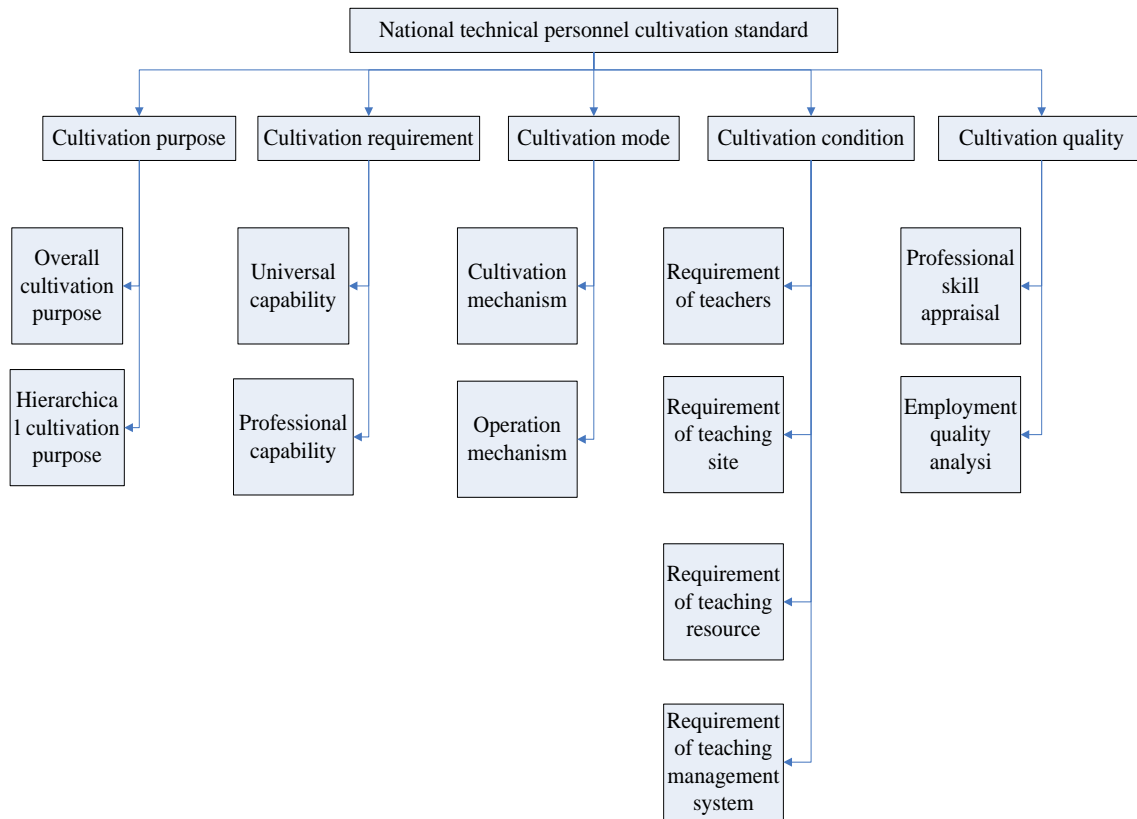 National technical personnel cultivation standard
Cultivation purpose
Cultivation requirement
Cultivation mode
Cultivation condition
Cultivation quality
Overall
cultivation
purpose
Universal
capability
Cultivation
mechanism
Requirement
of teachers
Professional
skill
appraisal
Hierarchica
l cultivation
purpose
Professional
capability
Operation
mechanism
Requirement
of teaching
site
Employment
quality
analysi
Requirement
of teaching
resource
Requirement
of teaching
management
system